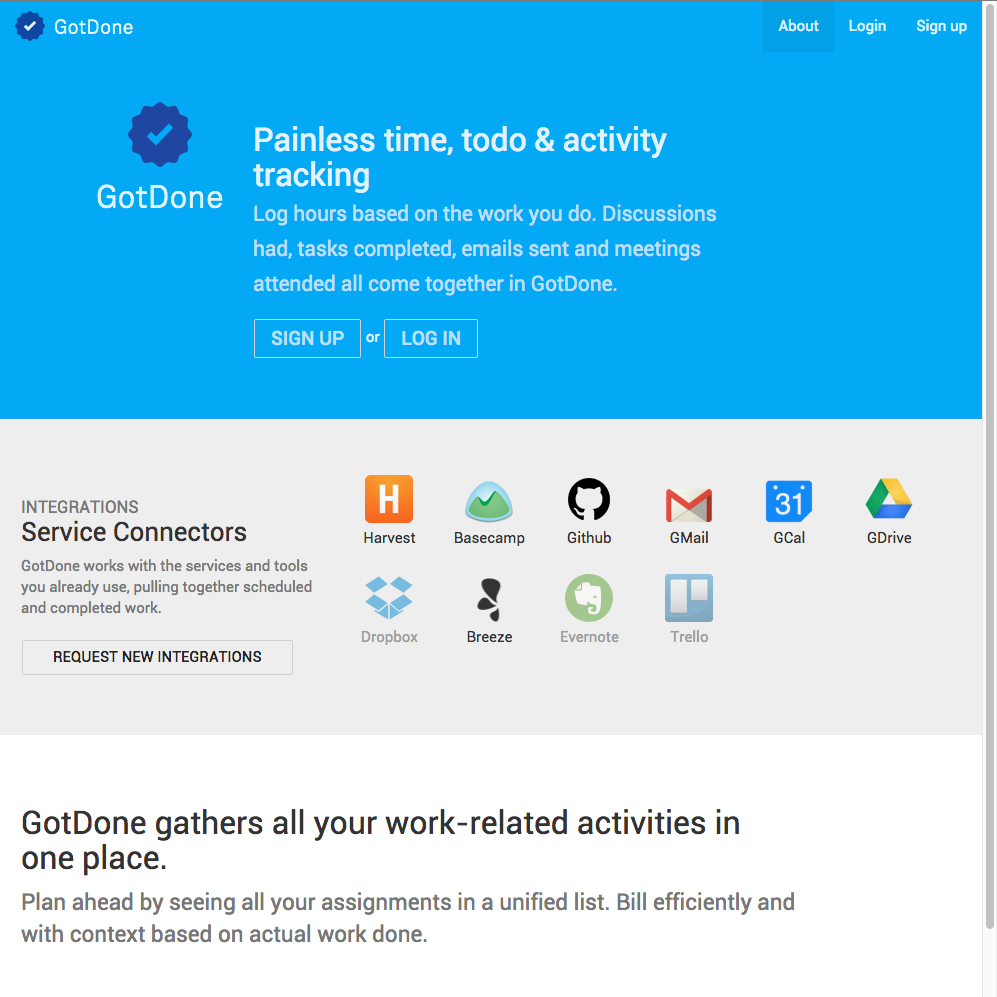 GotDone
About Login Sign up
GotDone
Painless time, todo & activity
tracking
Log hours based on the work you do. Discussions
had, tasks completed, emails sent and meetings
attended all come together in GotDone.
SIGN UP or LOG IN
INTEGRATIONS
Service Connectors
GotDone works with the services and tools
you already use, pulling together scheduled
and completed work.
REQUEST NEW INTEGRATIONS
H
31
Harvest Basecamp Github GMail GCal GDrive
Dropbox Breeze Evernote Trello
GotDone gathers all your work-related activities in
one place.
Plan ahead by seeing all your assignments in a unified list. Bill efficiently and
with context based on actual work done.